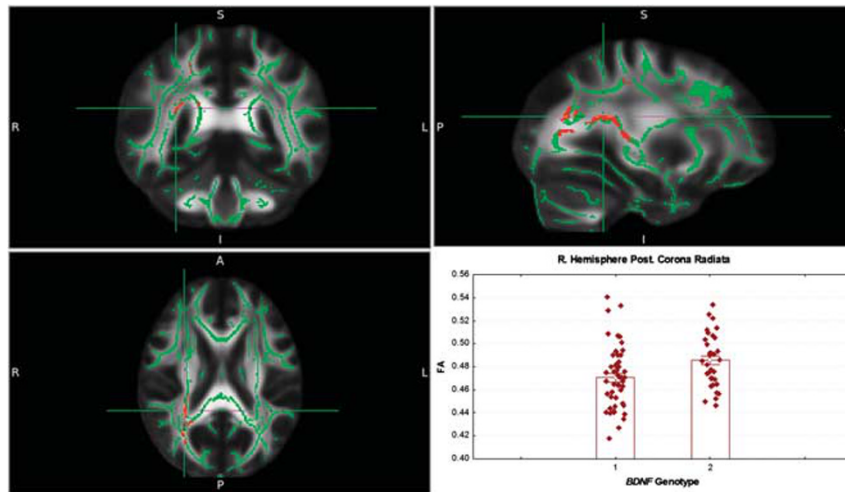 S
R
L
I
S
P
I
A
R
L
P
R. Hemisphere Post. Corona Radiata
0.56
0.54
0.52
0.50
FA
0.48
0.46
0.44
0.42
0.40
1
2
BDNF Genotype